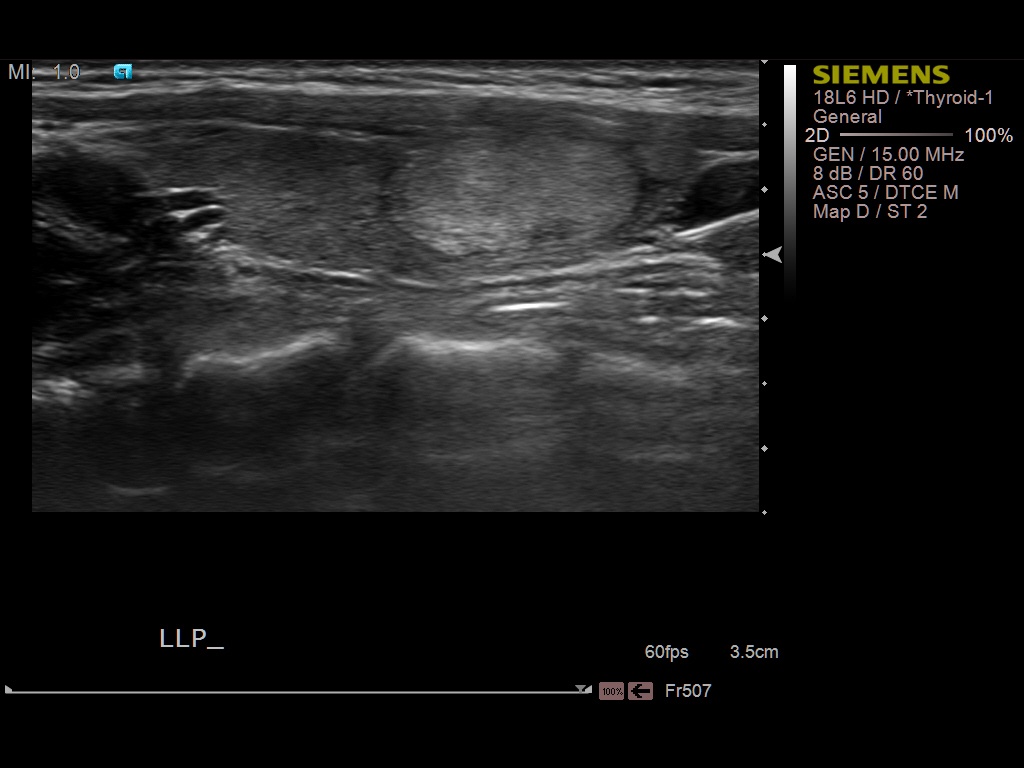 MI: 1.0
SIEMENS
18L6 HD / *Thyroid-1
General
2D 100%
GEN / 15.00 MHz
8 dB / DR 60
ASC 5 / DTCE M
Map D / ST 2
LLP_
60fps 3.5cm
100% Fr507